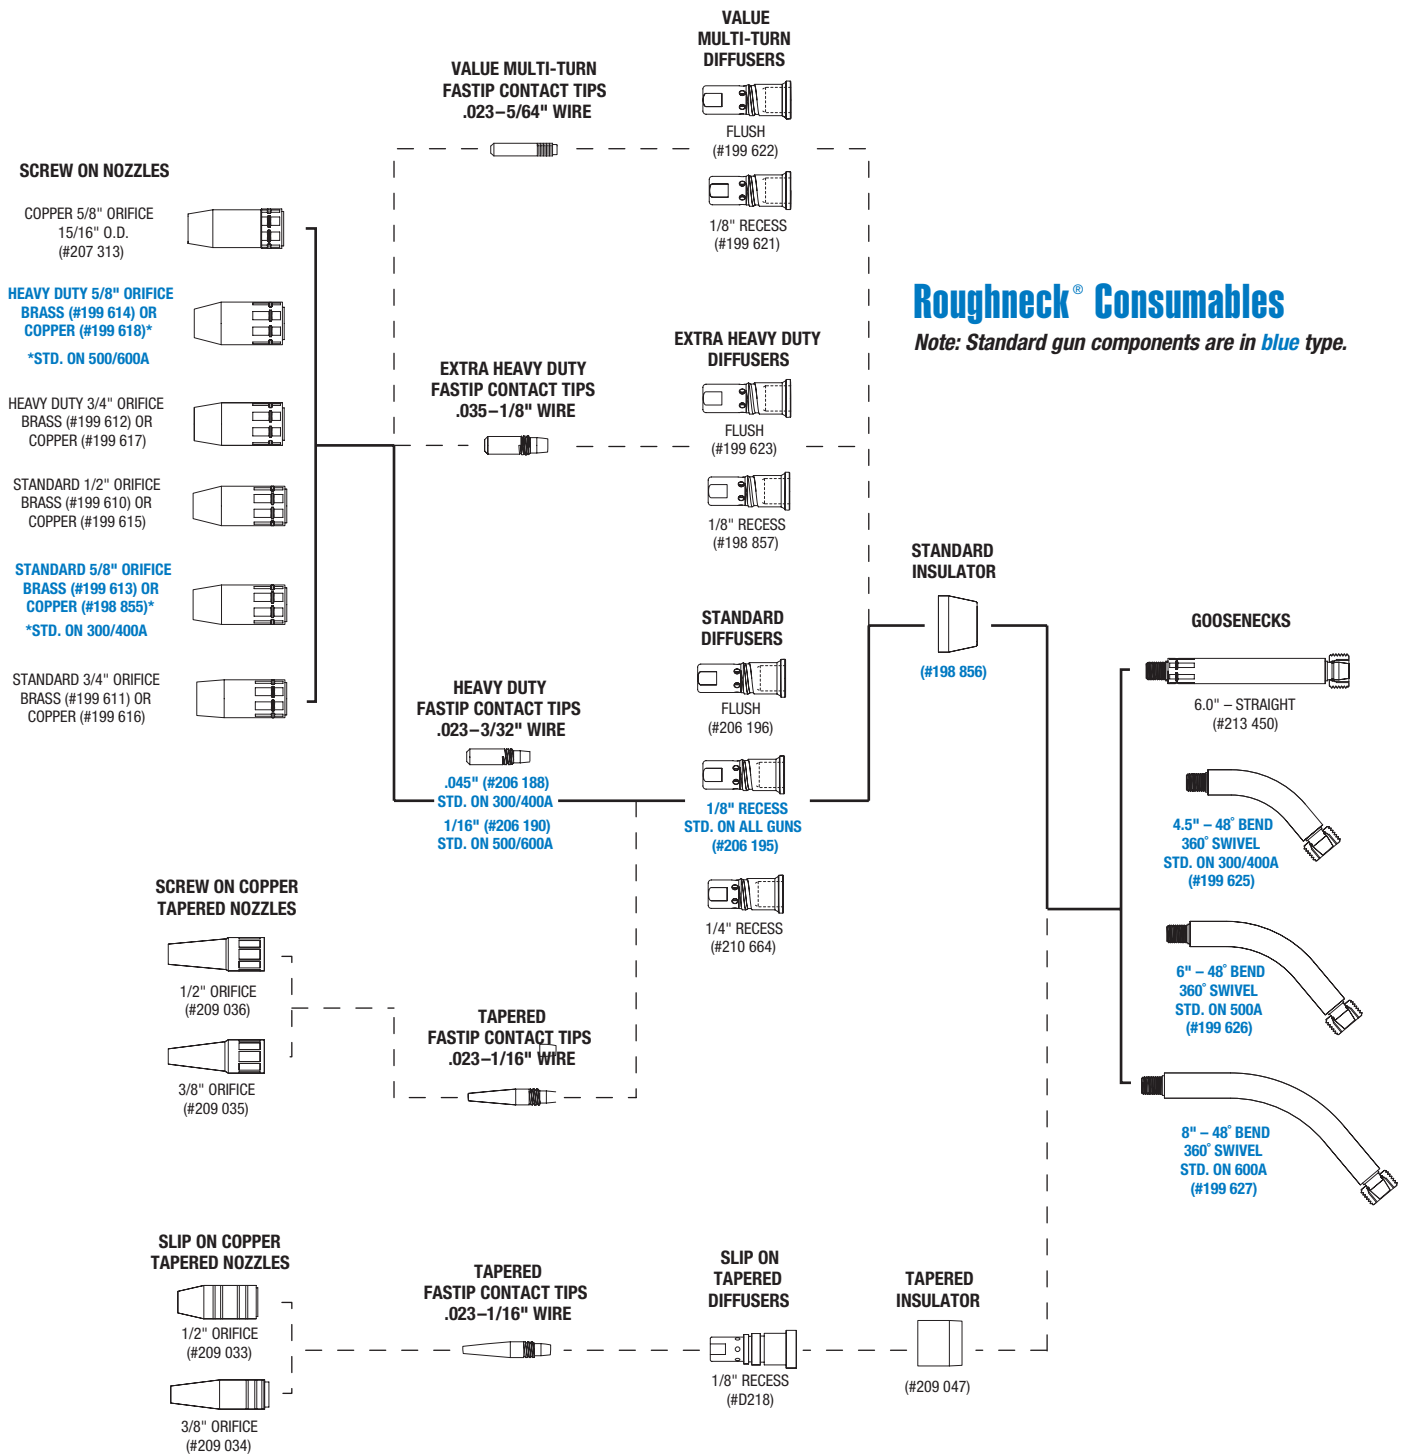 VALUE
MULTI-TURN
DIFFUSERS
VALUE MULTI-TURN
FASTIP CONTACT TIPS
.023–5/64" WIRE
FLUSH
(#199 622)
1/8" RECESS
(#199 621)
SCREW ON NOZZLES
COPPER 5/8" ORIFICE
15/16" O.D.
(#207 313)
HEAVY DUTY 5/8" ORIFICE
BRASS (#199 614) OR
COPPER (#199 618)*
*STD. ON 500/600A
HEAVY DUTY 3/4" ORIFICE
BRASS (#199 612) OR
COPPER (#199 617)
STANDARD 1/2" ORIFICE
BRASS (#199 610) OR
COPPER (#199 615)
STANDARD 5/8" ORIFICE
BRASS (#199 613) OR
COPPER (#198 855)*
*STD. ON 300/400A
STANDARD 3/4" ORIFICE
BRASS (#199 611) OR
COPPER (#199 616)
Roughneck® Consumables
Note: Standard gun components are in blue type.
EXTRA HEAVY DUTY
FASTIP CONTACT TIPS
.035–1/8" WIRE
EXTRA HEAVY DUTY
DIFFUSERS
FLUSH
(#199 623)
1/8" RECESS
(#198 857)
STANDARD
INSULATOR
(#198 856)
STANDARD
DIFFUSERS
FLUSH
(#206 196)
1/8" RECESS
STD. ON ALL GUNS
(#206 195)
1/4" RECESS
(#210 664)
HEAVY DUTY
FASTIP CONTACT TIPS
.023–3/32" WIRE
.045" (#206 188)
STD. ON 300/400A
1/16" (#206 190)
STD. ON 500/600A
GOOSENECKS
6.0" – STRAIGHT
(#213 450)
4.5" – 48° BEND
360° SWIVEL
STD. ON 300/400A
(#199 625)
6" – 48° BEND
360° SWIVEL
STD. ON 500A
(#199 626)
8" – 48° BEND
360° SWIVEL
STD. ON 600A
(#199 627)
SCREW ON COPPER
TAPERED NOZZLES
1/2" ORIFICE
(#209 036)
3/8" ORIFICE
(#209 035)
TAPERED
FASTIP CONTACT TIPS
.023–1/16" WIRE
SLIP ON COPPER
TAPERED NOZZLES
1/2" ORIFICE
(#209 033)
3/8" ORIFICE
(#209 034)
TAPERED
FASTIP CONTACT TIPS
.023–1/16" WIRE
SLIP ON
TAPERED
DIFFUSERS
1/8" RECESS
(#D218)
TAPERED
INSULATOR
(#209 047)